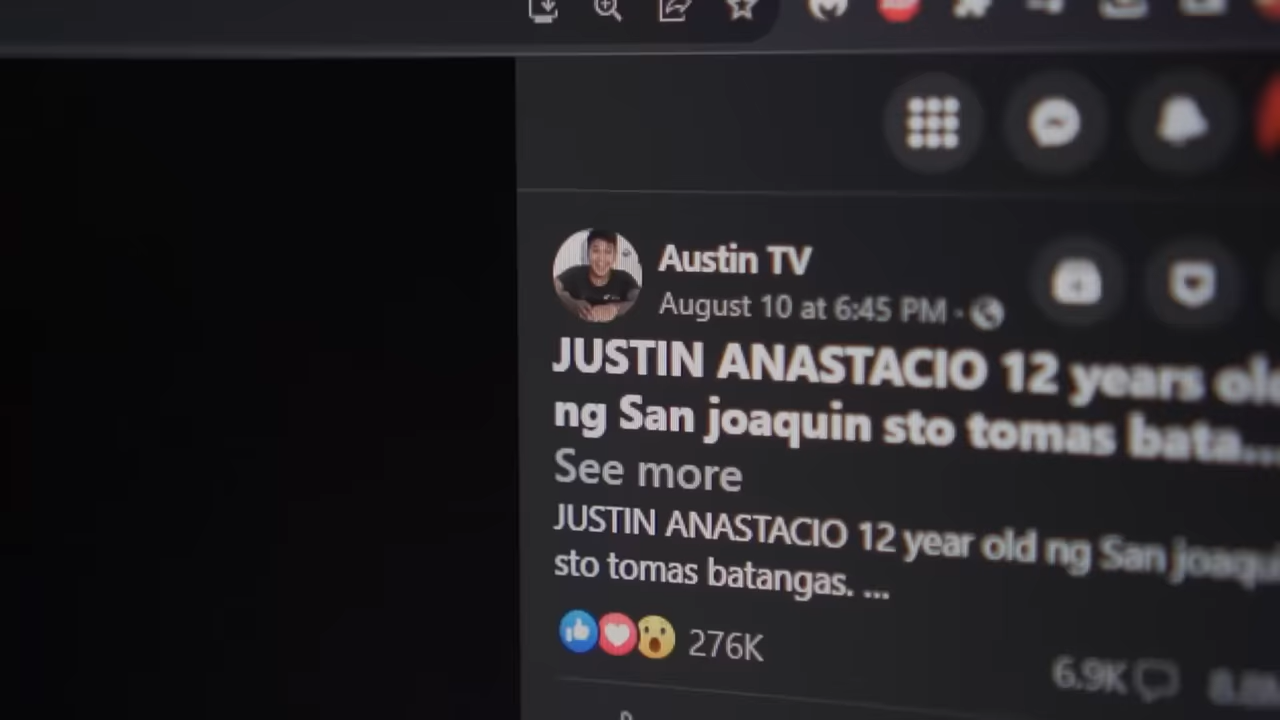 Austin TV
August 10 at 6:45 PM ·
JUSTIN ANASTACIO 12 years old
ng San joaquin sto tomas bata...
See more
JUSTIN ANASTACIO 12 year old ng San joaqui
sto tomas batangas. ...
276K
6.9K